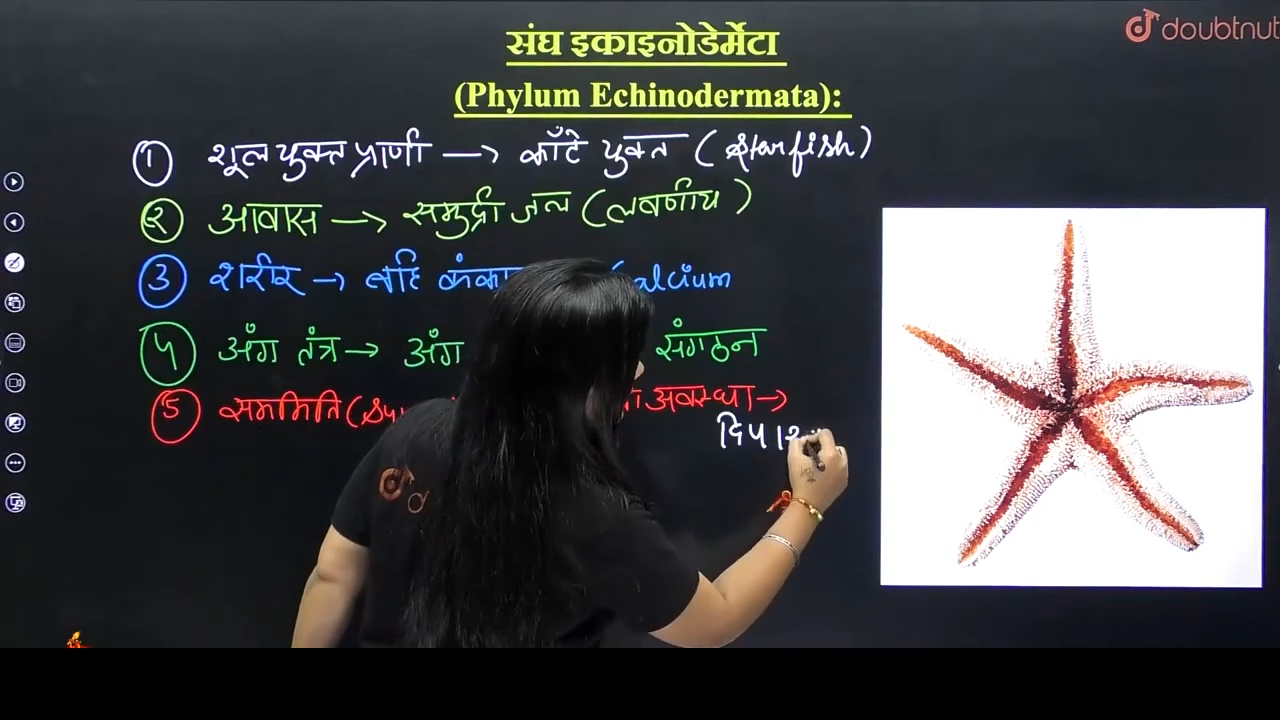 doubtnut
संघ इकाइनोडेर्मेटा
(Phylum Echinodermata):
① शूल युक्त प्राणी → काँटे युक्त (Starfish)
② आवास → समुद्री जल (लवणीय)
③ शरीर → बहि
④ अंग तंत्र → अंग संगठन
⑤ सममिति ( अवस्था →